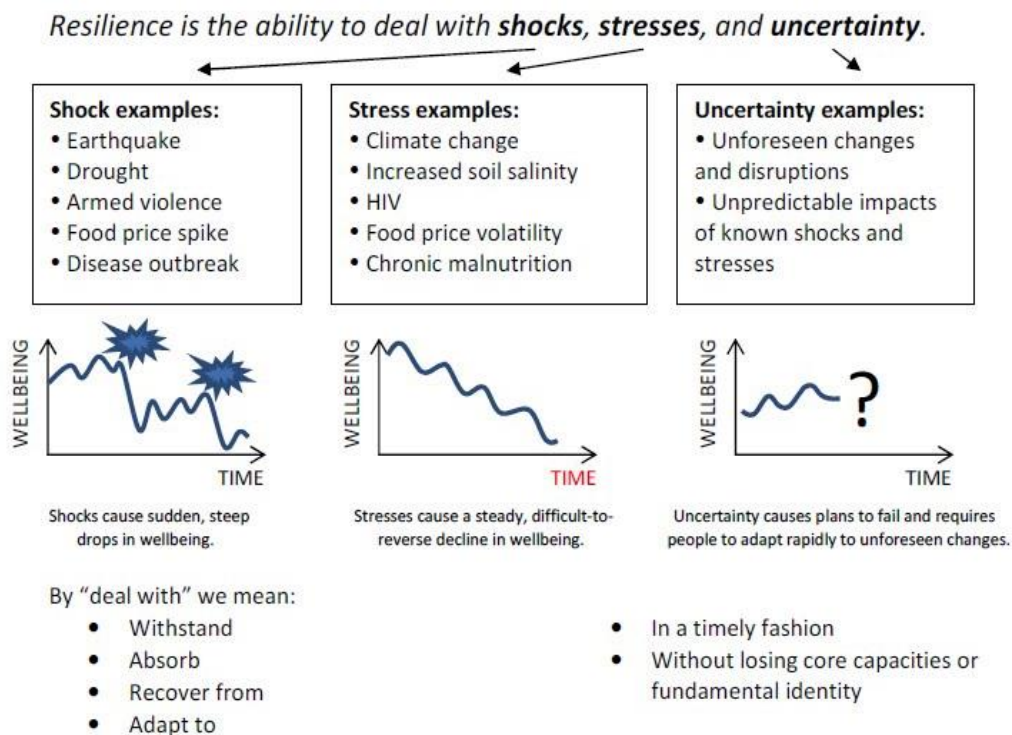 Resilience is the ability to deal with shocks, stresses, and uncertainty.
Shock examples:
• Earthquake
• Drought
• Armed violence
• Food price spike
• Disease outbreak
Stress examples:
• Climate change
• Increased soil salinity
• HIV
• Food price volatility
• Chronic malnutrition
Uncertainty examples:
• Unforeseen changes
and disruptions
• Unpredictable impacts
of known shocks and
stresses
WELLBEING
TIME
Shocks cause sudden, steep
drops in wellbeing.
WELLBEING
TIME
Stresses cause a steady, difficult-to-
reverse decline in wellbeing.
WELLBEING
?
TIME
Uncertainty causes plans to fail and requires
people to adapt rapidly to unforeseen changes.
By “deal with” we mean:
• Withstand
• Absorb
• Recover from
• Adapt to
• In a timely fashion
• Without losing core capacities or
fundamental identity